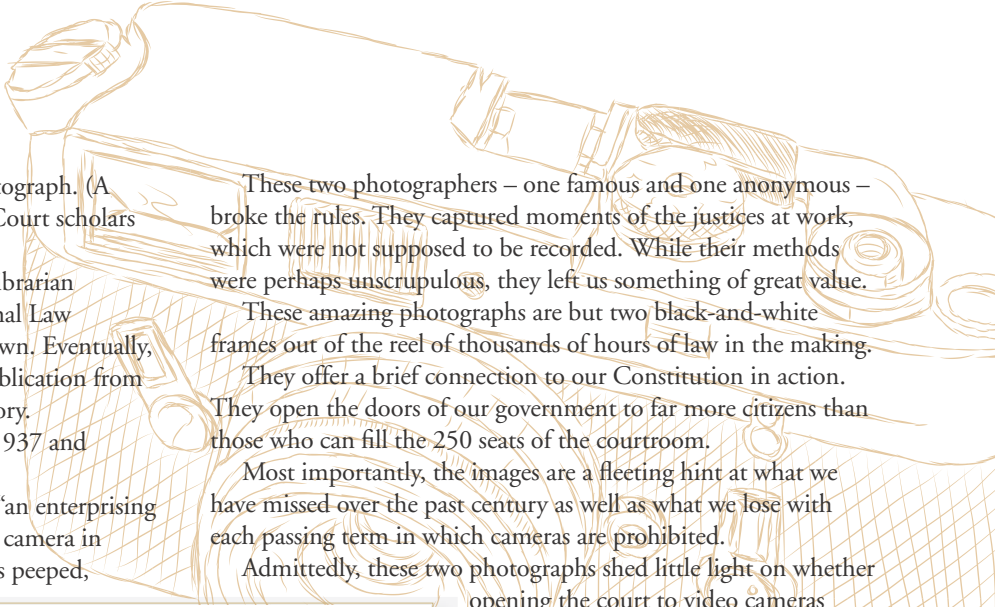 tograph. (A
Court scholars
brarian
nal Law
wn. Eventually,
blication from
ory.
937 and
“an enterprising
camera in
s peeped,
These two photographers – one famous and one anonymous –
broke the rules. They captured moments of the justices at work,
which were not supposed to be recorded. While their methods
were perhaps unscrupulous, they left us something of great value.
These amazing photographs are but two black-and-white
frames out of the reel of thousands of hours of law in the making.
They offer a brief connection to our Constitution in action.
They open the doors of our government to far more citizens than
those who can fill the 250 seats of the courtroom.
Most importantly, the images are a fleeting hint at what we
have missed over the past century as well as what we lose with
each passing term in which cameras are prohibited.
Admittedly, these two photographs shed little light on whether
opening the court to video cameras